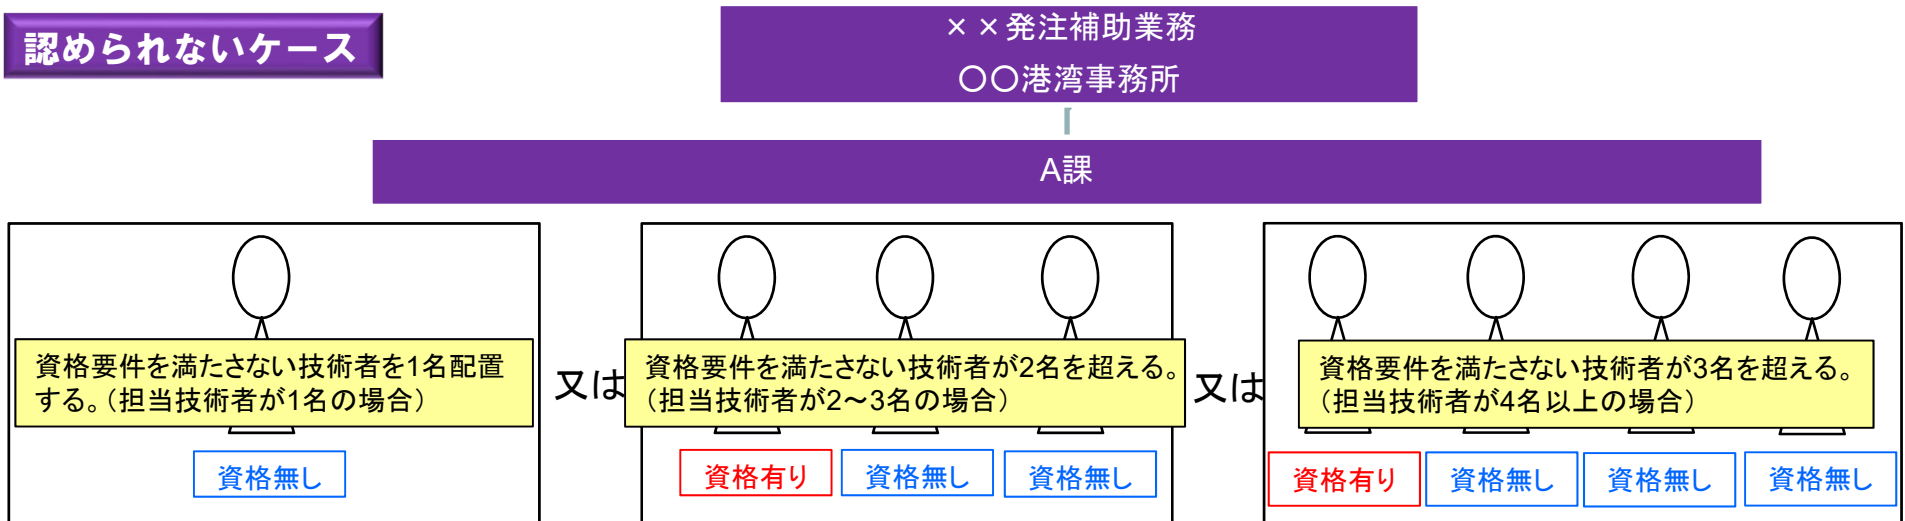 認められないケース
××発注補助業務
○○港湾事務所
A課
資格要件を満たさない技術者を1名配置
する。（担当技術者が1名の場合）
資格無し
又は
資格要件を満たさない技術者が2名を超える。
（担当技術者が2～3名の場合）
資格有り
資格無し
資格無し
又は
資格要件を満たさない技術者が3名を超える。
（担当技術者が4名以上の場合）
資格有り
資格無し
資格無し
資格無し